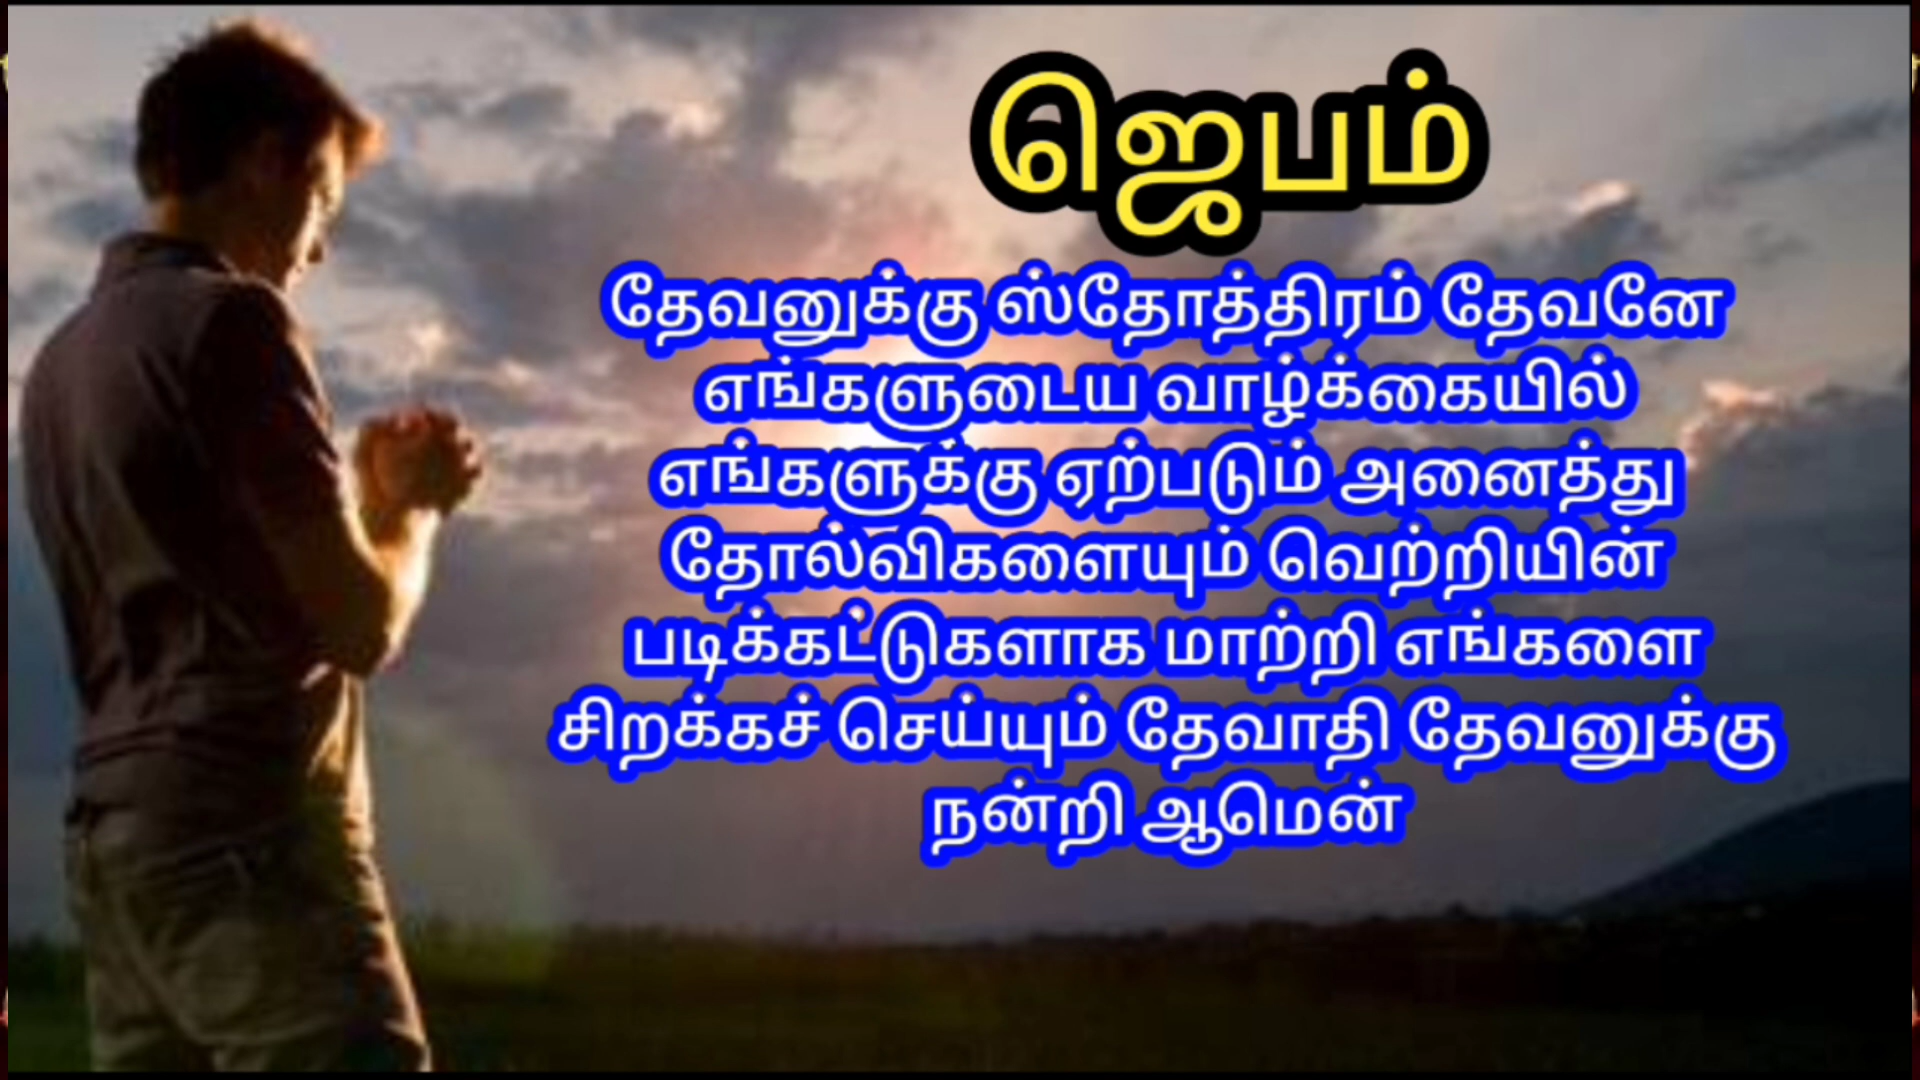 ஜெபம்
தேவனுக்கு ஸ்தோத்திரம் தேவனே
எங்களுடைய வாழ்க்கையில்
எங்களுக்கு ஏற்படும் அனைத்து
தோல்விகளையும் வெற்றியின்
படிக்கட்டுகளாக மாற்றி எங்களை
சிறக்கச் செய்யும் தேவாதி தேவனுக்கு
நன்றி ஆமென்